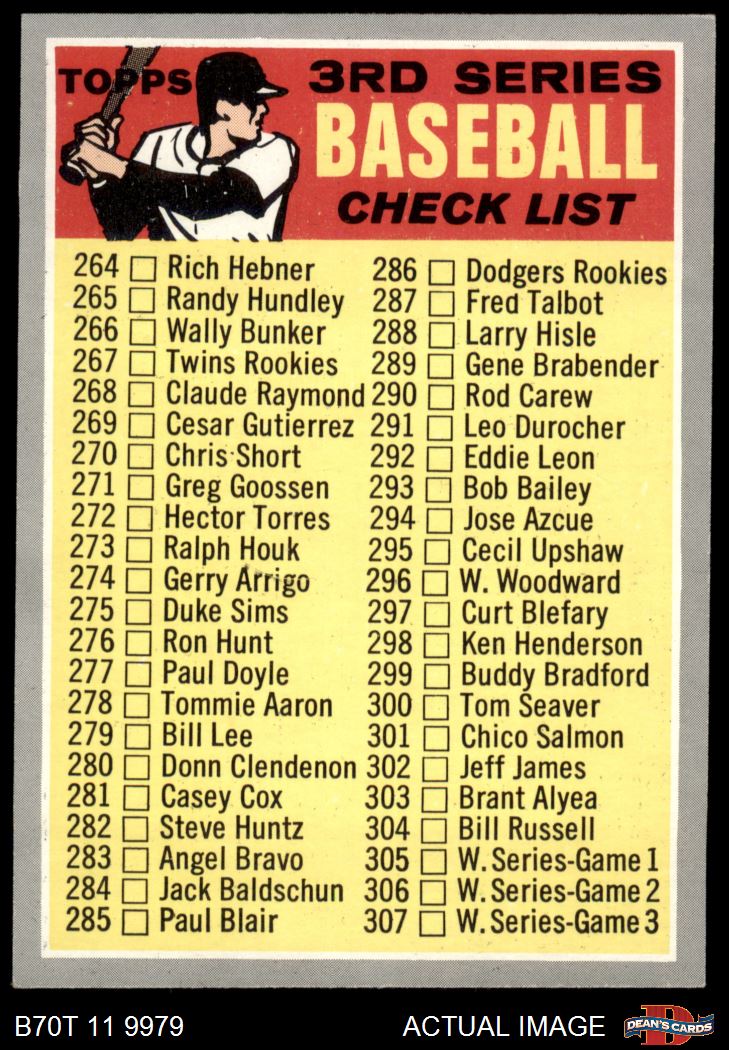 TOPPS
3RD SERIES
BASEBALL
CHECK LIST
264 Rich Hebner
265 Randy Hundley
266 Wally Bunker
267 Twins Rookies
268 Claude Raymond
269 Cesar Gutierrez
270 Chris Short
271 Greg Goossen
272 Hector Torres
273 Ralph Houk
274 Gerry Arrigo
275 Duke Sims
276 Ron Hunt
277 Paul Doyle
278 Tommie Aaron
279 Bill Lee
280 Donn Clendenon
281 Casey Cox
282 Steve Huntz
283 Angel Bravo
284 Jack Baldschun
285 Paul Blair
286 Dodgers Rookies
287 Fred Talbot
288 Larry Hisle
289 Gene Brabender
290 Rod Carew
291 Leo Durocher
292 Eddie Leon
293 Bob Bailey
294 Jose Azcue
295 Cecil Upshaw
296 W. Woodward
297 Curt Blefary
298 Ken Henderson
299 Buddy Bradford
300 Tom Seaver
301 Chico Salmon
302 Jeff James
303 Brant Alyea
304 Bill Russell
305 W. Series-Game 1
306 W. Series-Game 2
307 W. Series-Game 3
B70T 11 9979
ACTUAL IMAGE
D
DEAN'S CARDS